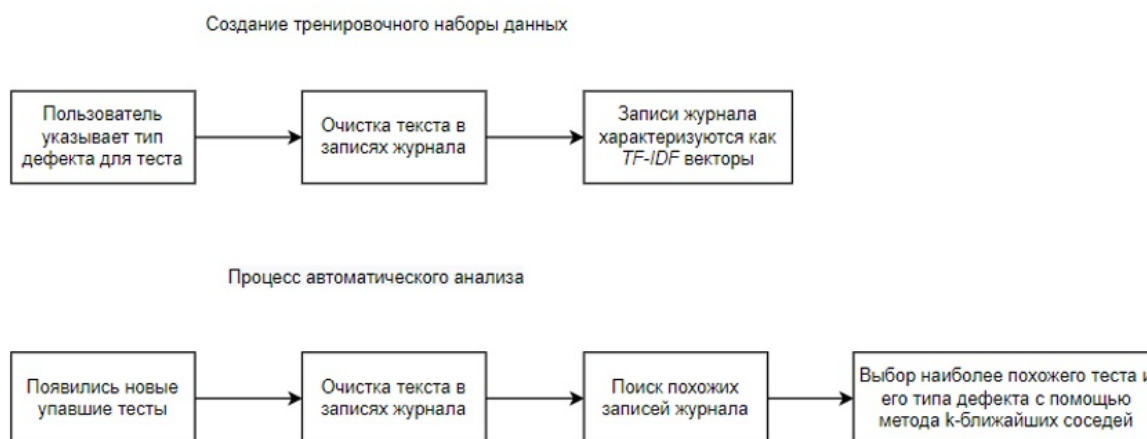 Создание тренировочного наборы данных
Пользователь
указывает тип
дефекта для теста
Очистка текста в
записях журнала
Записи журнала
характеризуются как
TF-IDF векторы
Процесс автоматического анализа
Появились новые
упавшие тесты
Очистка текста в
записях журнала
Поиск похожих
записей журнала
Выбор наиболее похожего теста и
его типа дефекта с помощью
метода k-ближайших соседей